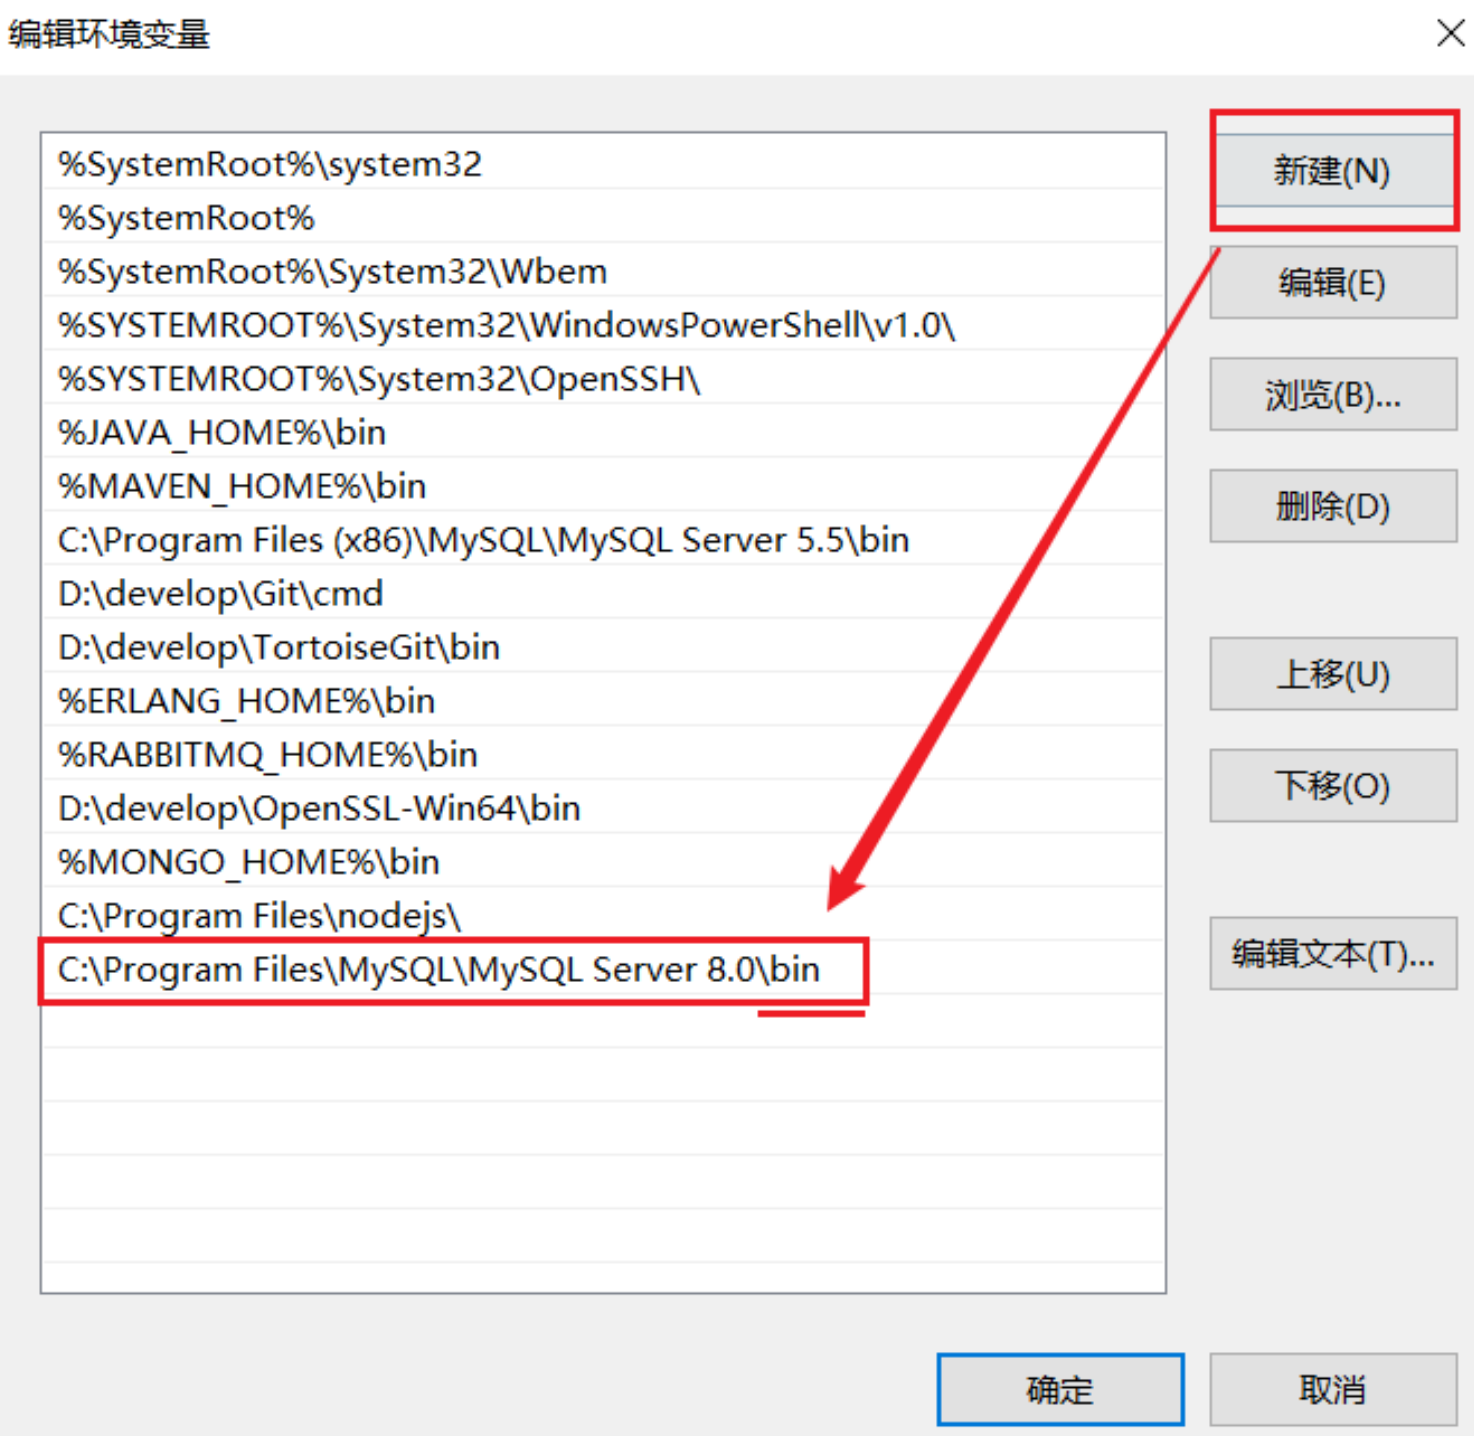 编辑环境变量
%SystemRoot%\system32
%SystemRoot%
%SystemRoot%\System32\Wbem
%SYSTEMROOT%\System32\WindowsPowerShell\v1.0\
%SYSTEMROOT%\System32\OpenSSH\
%JAVA_HOME%\bin
%MAVEN_HOME%\bin
C:\Program Files (x86)\MySQL\MySQL Server 5.5\bin
D:\develop\Git\cmd
D:\develop\TortoiseGit\bin
%ERLANG_HOME%\bin
%RABBITMQ_HOME%\bin
D:\develop\OpenSSL-Win64\bin
%MONGO_HOME%\bin
C:\Program Files\nodejs\
C:\Program Files\MySQL\MySQL Server 8.0\bin
新建(N)
编辑(E)
浏览(B)...
删除(D)
上移(U)
下移(O)
编辑文本(T)...
确定
取消